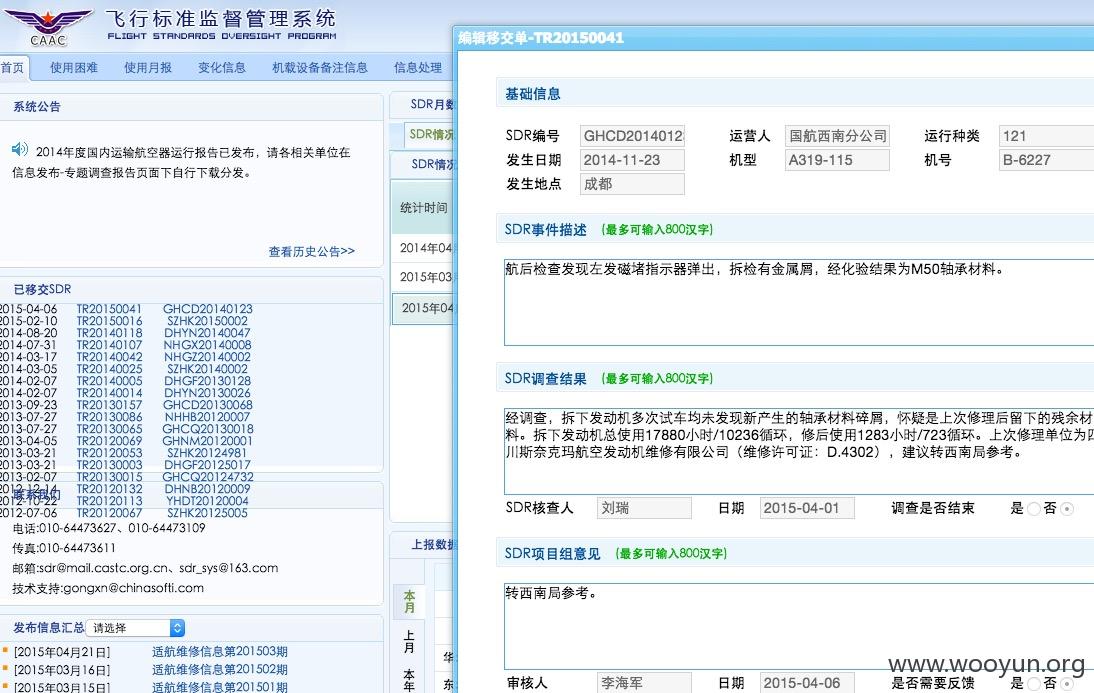 CAAC
飞行标准监督管理系统
FLIGHT STANDARDS OVERSIGHT PROGRAM
首页 使用困难 使用月报 变化信息 机载设备备注信息 信息处理
系统公告
2014年度国内运输航空器运行报告已发布，请各相关单位在
信息发布-专题调查报告页面下自行下载分发。
查看历史公告>>
已移交SDR
2015-04-06 TR20150041 GHCD20140123
2015-02-10 TR20150016 SZHK20150002
2014-08-20 TR20140118 DHYN20140047
2014-07-31 TR20140107 NHGX20140008
2014-03-17 TR20140042 NHGZ20140002
2014-03-05 TR20140025 SZHK20140002
2014-02-07 TR20140005 DHGF20130128
2014-02-07 TR20140014 DHYN20130026
2013-09-23 TR20130157 GHCD20130068
2013-07-27 TR20130086 NHHB20120007
2013-07-27 TR20130065 GHCQ20130018
2013-04-05 TR20120069 GHNM20120001
2013-03-21 TR20120053 SZHK20124981
2013-03-21 TR20130003 DHGF20125017
2013-03-21 TR20130015 GHCQ20124732
2012-12-14 TR20120132 DHNB20120009
联系我们
2012-10-22 TR20120113 YHDT20120004
2012-07-06 TR20120067 SZHK20125005
电话:010-64473627、010-64473109
传真:010-64473611
邮箱:sdr@mail.castc.org.cn、sdr_sys@163.com
技术支持:gongxn@chinasofti.com
发布信息汇总 请选择
[2015年04月21日] 适航维修信息第201503期
[2015年03月16日] 适航维修信息第201502期
[2015年03月15日] 适航维修信息第201501期
SDR月数
SDR情况
SDR情况
统计时间
2014年04
2015年03
2015年04
上报数据
本月
上月
本年
华
东
编辑移交单-TR20150041
基础信息
SDR编号 GHCD2014012 运营人 国航西南分公司 运行种类 121
发生日期 2014-11-23 机型 A319-115 机号 B-6227
发生地点 成都
SDR事件描述 (最多可输入800汉字)
航后检查发现左发磁堵指示器弹出，拆检有金属屑，经化验结果为M50轴承材料。
SDR调查结果 (最多可输入800汉字)
经调查，拆下发动机多次试车均未发现新产生的轴承材料碎屑，怀疑是上次修理后留下的残余材
料。拆下发动机总使用17880小时/10236循环，修后使用1283小时/723循环。上次修理单位为四
川斯奈克玛航空发动机维修有限公司（维修许可证：D.4302），建议转西南局参考。
SDR核查人 刘瑞 日期 2015-04-01 调查是否结束 是 否
SDR项目组意见 (最多可输入800汉字)
转西南局参考。
审核人 李海军 日期 2015-04-06 是否需要反馈 是 否
www.wooyun.org